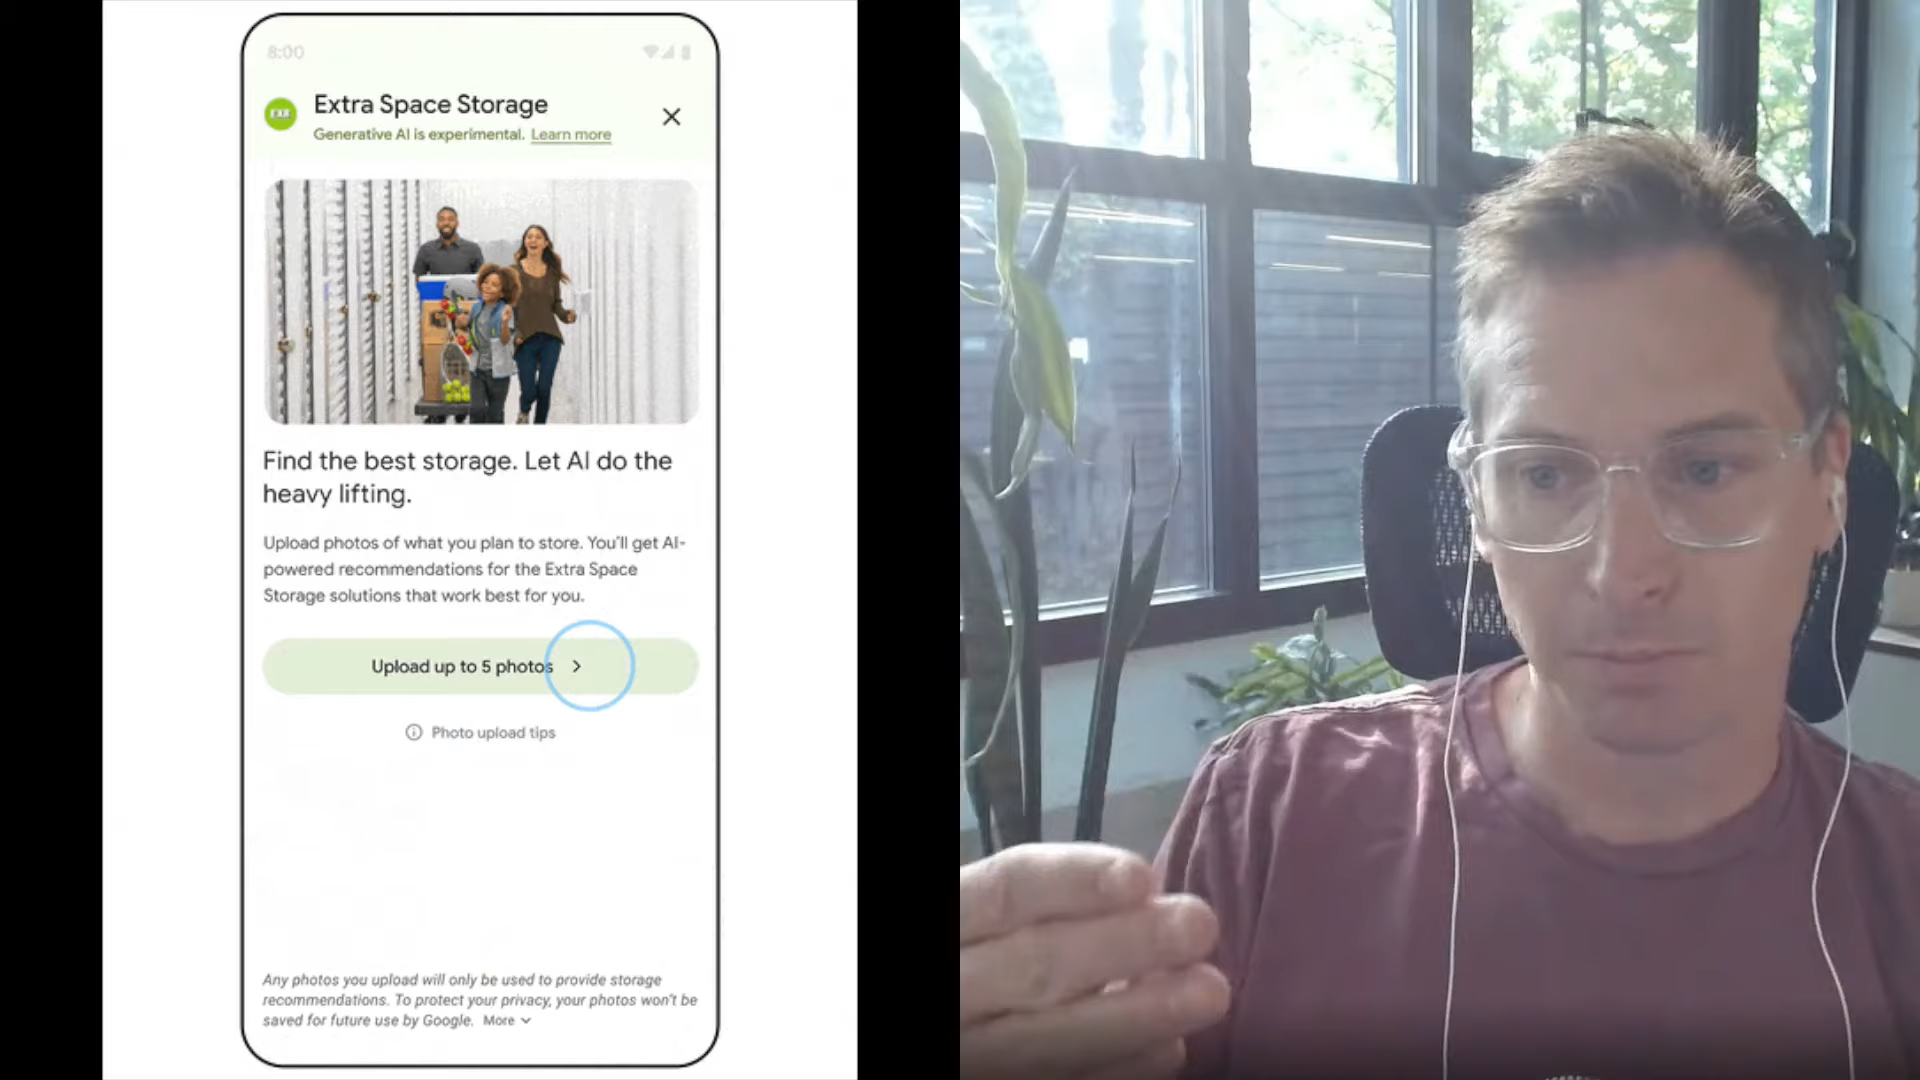 8:00
EXR
Extra Space Storage
Generative AI is experimental. Learn more
Find the best storage. Let AI do the
heavy lifting.
Upload photos of what you plan to store. You'll get AI-
powered recommendations for the Extra Space
Storage solutions that work best for you.
Upload up to 5 photos
Photo upload tips
Any photos you upload will only be used to provide storage
recommendations. To protect your privacy, your photos won't be
saved for future use by Google. More